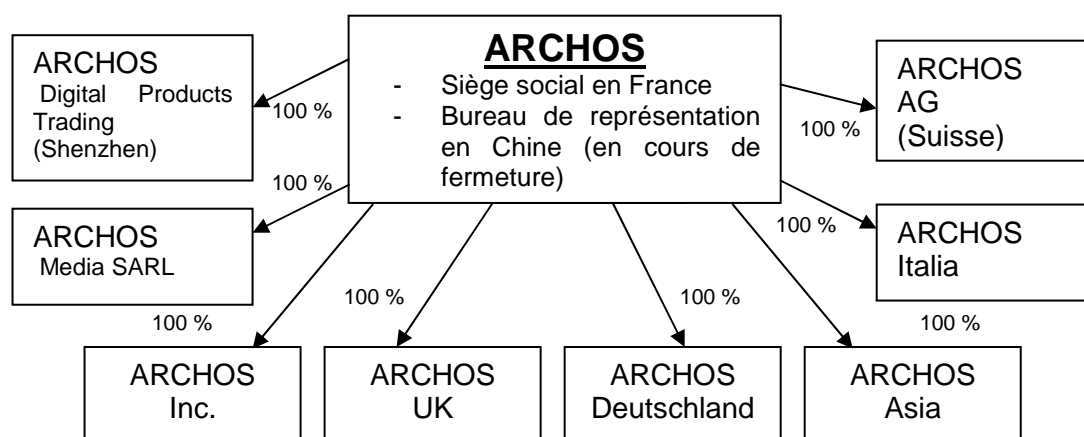 ARCHOS
- Siège social en France
- Bureau de représentation
en Chine (en cours de
fermeture)
ARCHOS
Digital Products
Trading
(Shenzhen)
100 %
ARCHOS
AG
(Suisse)
100 %
ARCHOS
Media SARL
100 %
ARCHOS
Italia
100 %
100 %
100 %
100 %
100 %
ARCHOS
Inc.
ARCHOS
UK
ARCHOS
Deutschland
ARCHOS
Asia